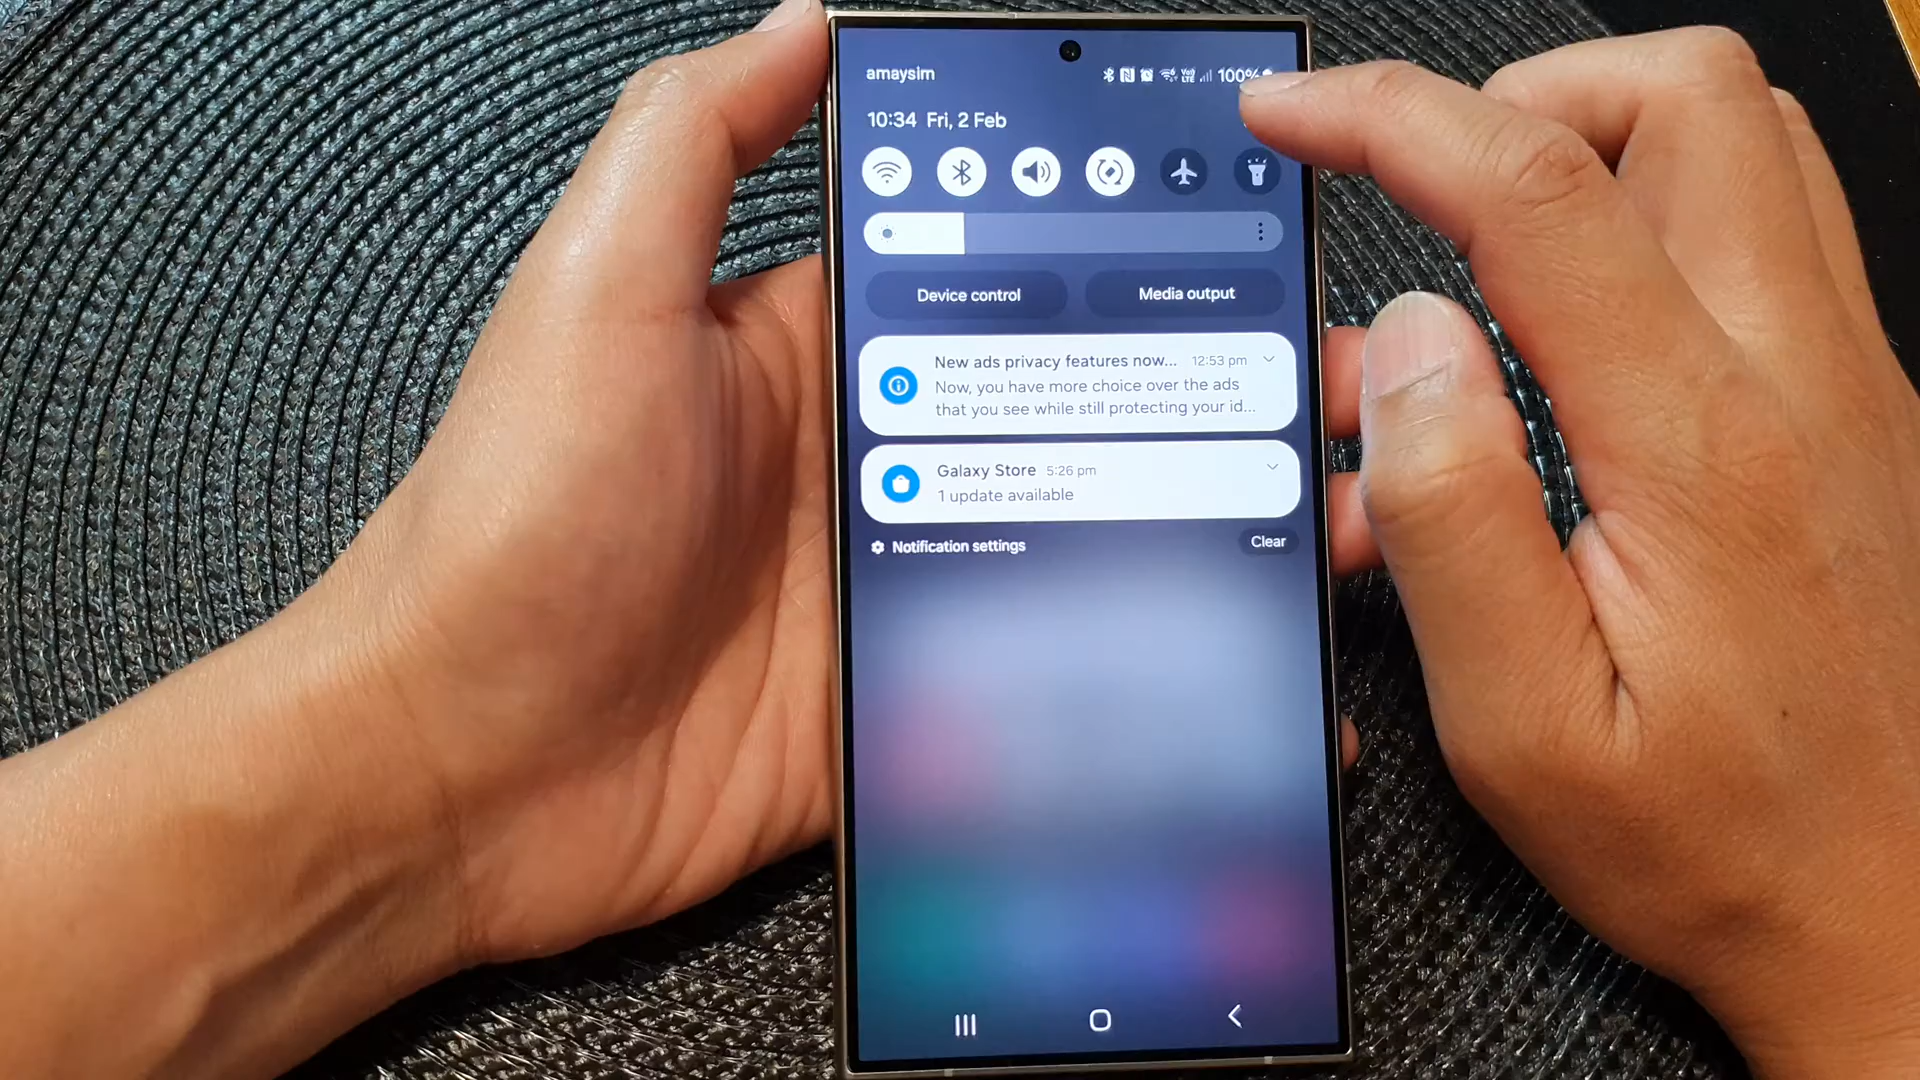 amaysim
VoI LTE 100%
10:34 Fri, 2 Feb
Device control
Media output
New ads privacy features now... 12:53 pm
Now, you have more choice over the ads
that you see while still protecting your id...
Galaxy Store 5:26 pm
1 update available
Notification settings
Clear